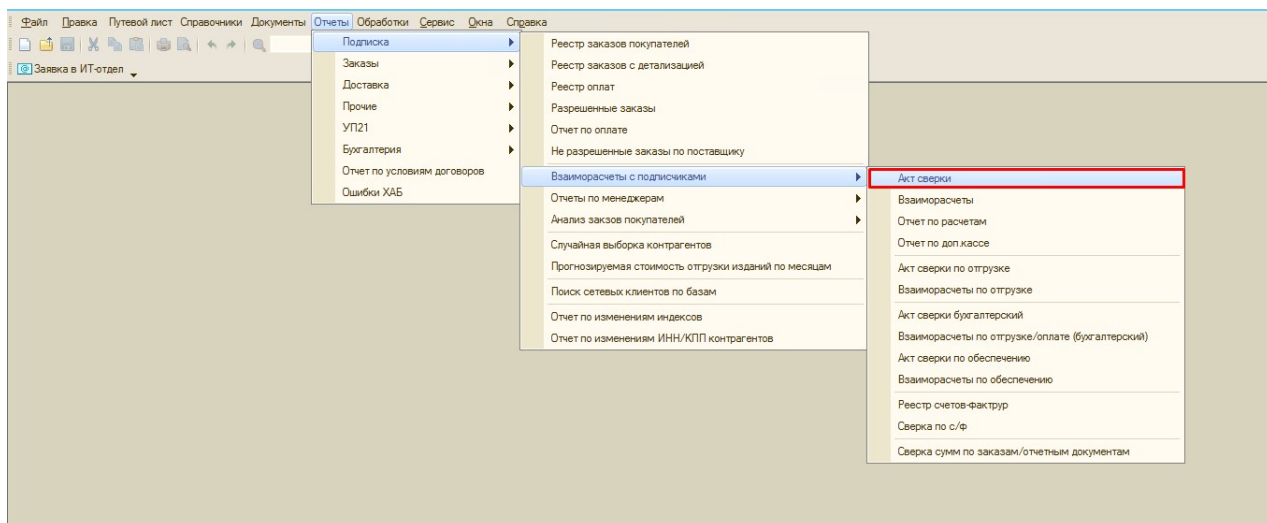 Файл Правка Путевой лист Справочники Документы Отчеты Обработки Сервис Окна Справка
Заявка в ИТ-отдел
Подписка
Заказы
Доставка
Прочие
УП21
Бухгалтерия
Отчет по условиям договоров
Ошибки ХАБ
Реестр заказов покупателей
Реестр заказов с детализацией
Реестр оплат
Разрешенные заказы
Отчет по оплате
Не разрешенные заказы по поставщику
Взаиморасчеты с подписчиками
Отчеты по менеджерам
Анализ закзов покупателей
Случайная выборка контрагентов
Прогнозируемая стоимость отгрузки изданий по месяцам
Поиск сетевых клиентов по базам
Отчет по изменениям индексов
Отчет по изменениям ИНН/КПП контрагентов
Акт сверки
Взаиморасчеты
Отчет по расчетам
Отчет по доп.кассе
Акт сверки по отгрузке
Взаиморасчеты по отгрузке
Акт сверки бухгалтерский
Взаиморасчеты по отгрузке/оплате (бухгалтерский)
Акт сверки по обеспечению
Взаиморасчеты по обеспечению
Реестр счетов-фактрур
Сверка по с/ф
Сверка сумм по заказам/отчетным документам